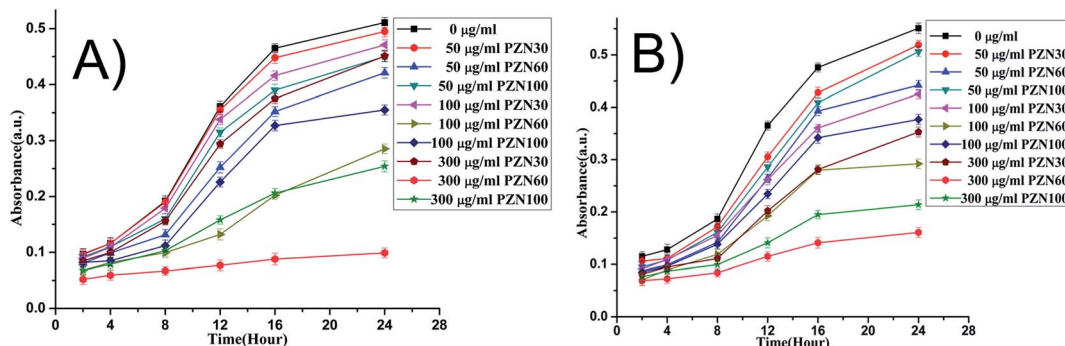 A)
Absorbance(a.u.)
0.5
0.4
0.3
0.2
0.1
0.0
0 4 8 12 16 20 24 28
Time(Hour)
0 μg/ml
50 μg/ml PZN30
50 μg/ml PZN60
50 μg/ml PZN100
100 μg/ml PZN30
100 μg/ml PZN60
100 μg/ml PZN100
300 μg/ml PZN30
300 μg/ml PZN60
300 μg/ml PZN100
B)
Absorbance(a.u.)
0.5
0.4
0.3
0.2
0.1
0.0
0 4 8 12 16 20 24 28
Time(Hour)
0 μg/ml
50 μg/ml PZN30
50 μg/ml PZN60
50 μg/ml PZN100
100 μg/ml PZN30
100 μg/ml PZN60
100 μg/ml PZN100
300 μg/ml PZN30
300 μg/ml PZN60
300 μg/ml PZN100